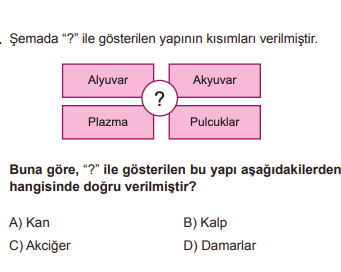 Şemada “?” ile gösterilen yapının kısımları verilmiştir.
Alyuvar
Akyuvar
?
Plazma
Pulcuklar
Buna göre, “?” ile gösterilen bu yapı aşağıdakilerden
hangisinde doğru verilmiştir?
A) Kan
B) Kalp
C) Akciğer
D) Damarlar